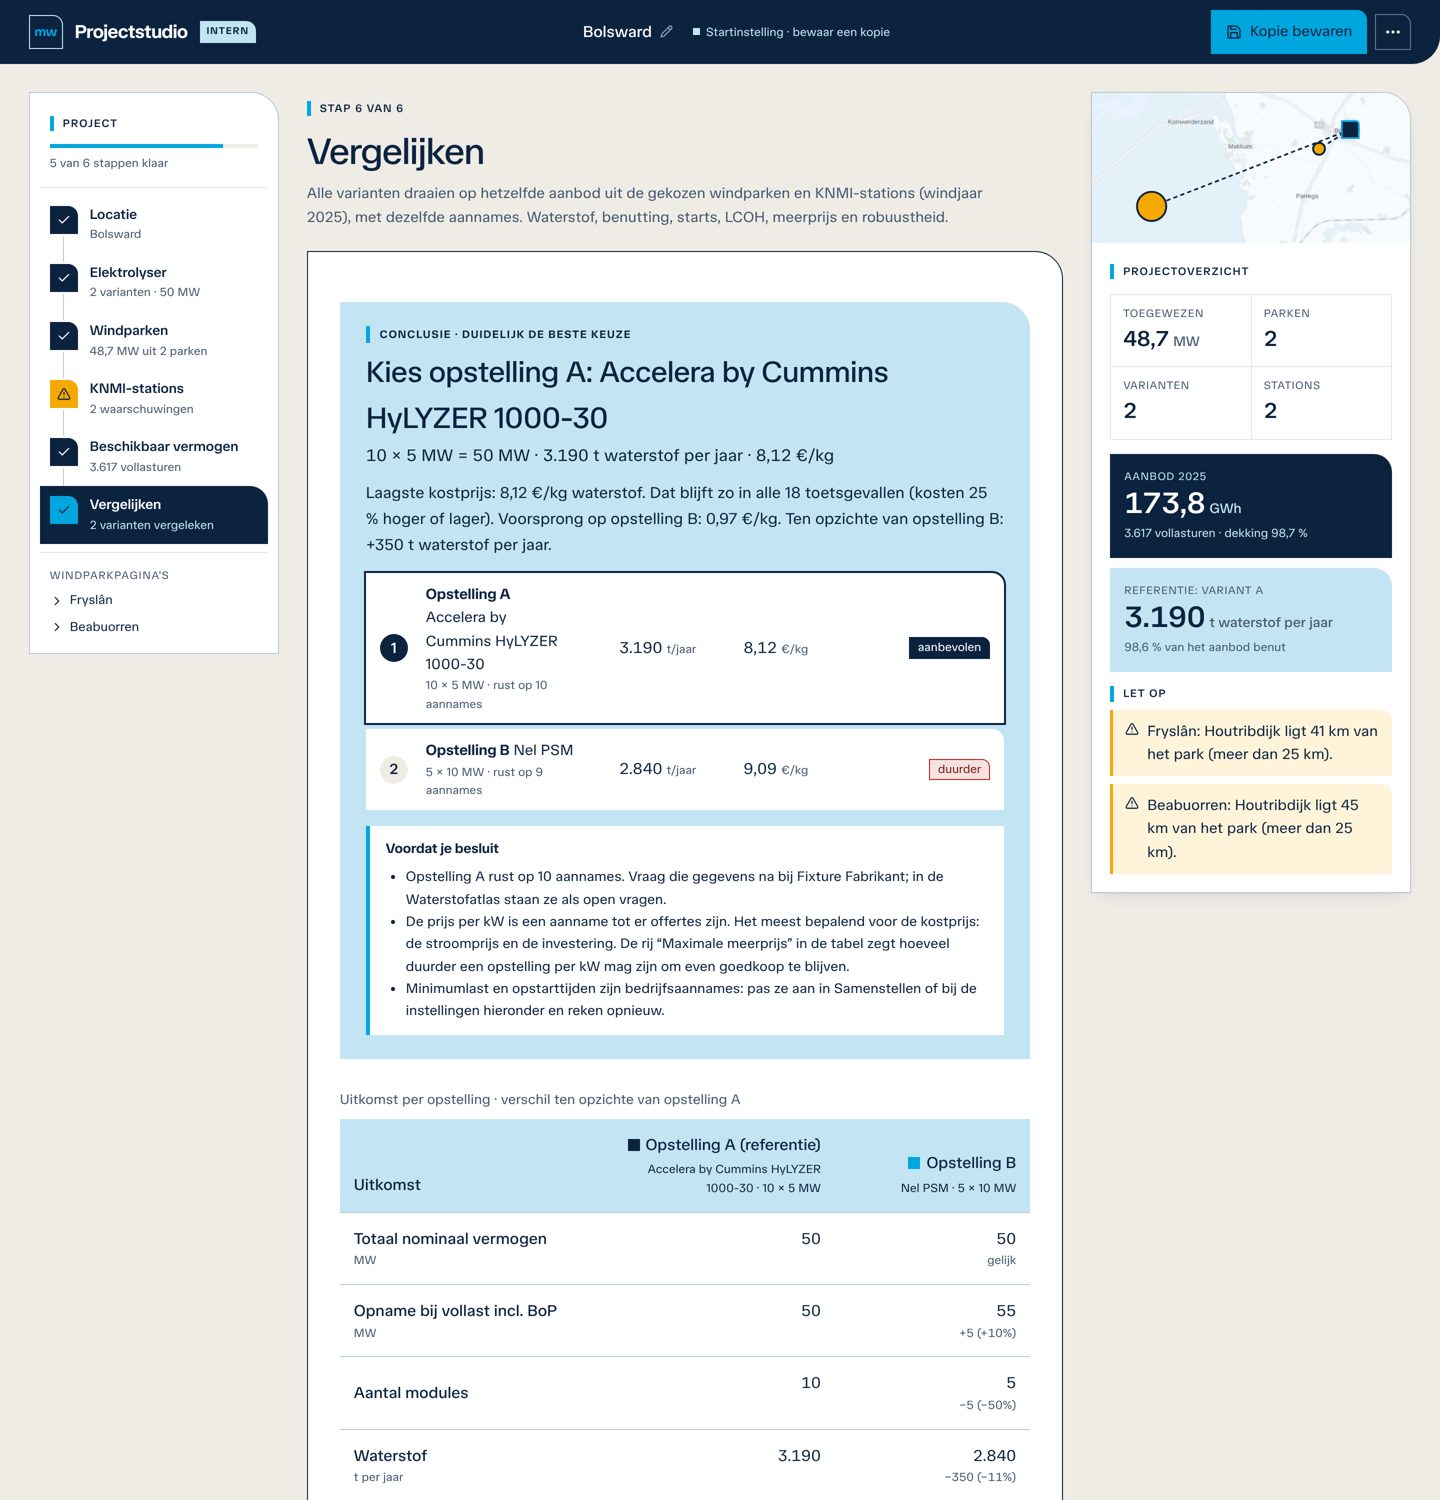 mw Projectstudio INTERN
Bolsward
Startinstelling · bewaar een kopie
Kopie bewaren
PROJECT
5 van 6 stappen klaar
Locatie
Bolsward
Elektrolyser
2 varianten · 50 MW
Windparken
48,7 MW uit 2 parken
KNMI-stations
2 waarschuwingen
Beschikbaar vermogen
3.617 vollasturen
Vergelijken
2 varianten vergeleken
WINDPARKPAGINA'S
Fryslân
Beabuorren
STAP 6 VAN 6
Vergelijken
Alle varianten draaien op hetzelfde aanbod uit de gekozen windparken en KNMI-stations (windjaar
2025), met dezelfde aannames. Waterstof, benutting, starts, LCOH, meerprijs en robuustheid.
CONCLUSIE · DUIDELIJK DE BESTE KEUZE
Kies opstelling A: Accelera by Cummins
HyLYZER 1000-30
10 × 5 MW = 50 MW · 3.190 t waterstof per jaar · 8,12 €/kg
Laagste kostprijs: 8,12 €/kg waterstof. Dat blijft zo in alle 18 toetsgevallen (kosten 25
% hoger of lager). Voorsprong op opstelling B: 0,97 €/kg. Ten opzichte van opstelling B:
+350 t waterstof per jaar.
1
Opstelling A
Accelera by
Cummins HyLYZER
1000-30
10 × 5 MW · rust op 10
aannames
3.190 t/jaar
8,12 €/kg
aanbevolen
2
Opstelling B Nel PSM
5 × 10 MW · rust op 9
aannames
2.840 t/jaar
9,09 €/kg
duurder
Voordat je besluit
• Opstelling A rust op 10 aannames. Vraag die gegevens na bij Fixture Fabrikant; in de
Waterstofatlas staan ze als open vragen.
• De prijs per kW is een aanname tot er offertes zijn. Het meest bepalend voor de kostprijs:
de stroomprijs en de investering. De rij “Maximale meerprijs” in de tabel zegt hoeveel
duurder een opstelling per kW mag zijn om even goedkoop te blijven.
• Minimumlast en opstarttijden zijn bedrijfsaannames: pas ze aan in Samenstellen of bij de
instellingen hieronder en reken opnieuw.
Uitkomst per opstelling · verschil ten opzichte van opstelling A
Uitkomst
Opstelling A (referentie)
Accelera by Cummins HyLYZER
1000-30 · 10 × 5 MW
Opstelling B
Nel PSM · 5 × 10 MW
Totaal nominaal vermogen
MW
50
50
gelijk
Opname bij vollast incl. BoP
MW
50
55
+5 (+10%)
Aantal modules
10
5
−5 (−50%)
Waterstof
t per jaar
3.190
2.840
−350 (−11%)
Kornwerderzand
Makkum
Parrega
PROJECTOVERZICHT
TOEGEWEZEN
48,7 MW
PARKEN
2
VARIANTEN
2
STATIONS
2
AANBOD 2025
173,8 GWh
3.617 vollasturen · dekking 98,7 %
REFERENTIE: VARIANT A
3.190 t waterstof per jaar
98,6 % van het aanbod benut
LET OP
Fryslân: Houtribdijk ligt 41 km van
het park (meer dan 25 km).
Beabuorren: Houtribdijk ligt 45
km van het park (meer dan 25
km).